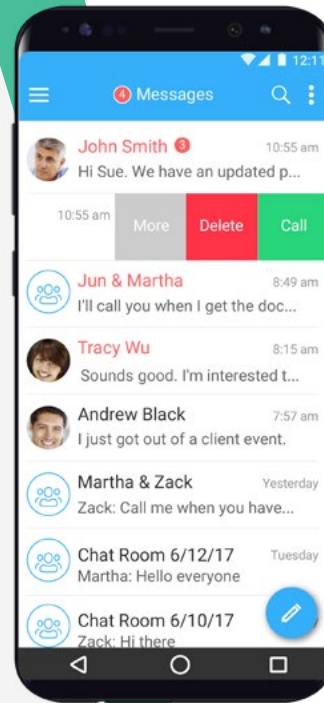 12:11
4 Messages
John Smith 3 10:55 am
Hi Sue. We have an updated p...
10:55 am More Delete Call
Jun & Martha 8:49 am
I'll call you when I get the doc...
Tracy Wu 8:15 am
Sounds good. I'm interested t...
Andrew Black 7:57 am
I just got out of a client event.
Martha & Zack Yesterday
Zack: Call me when you have...
Chat Room 6/12/17 Tuesday
Martha: Hello everyone
Chat Room 6/10/17
Zack: Hi there